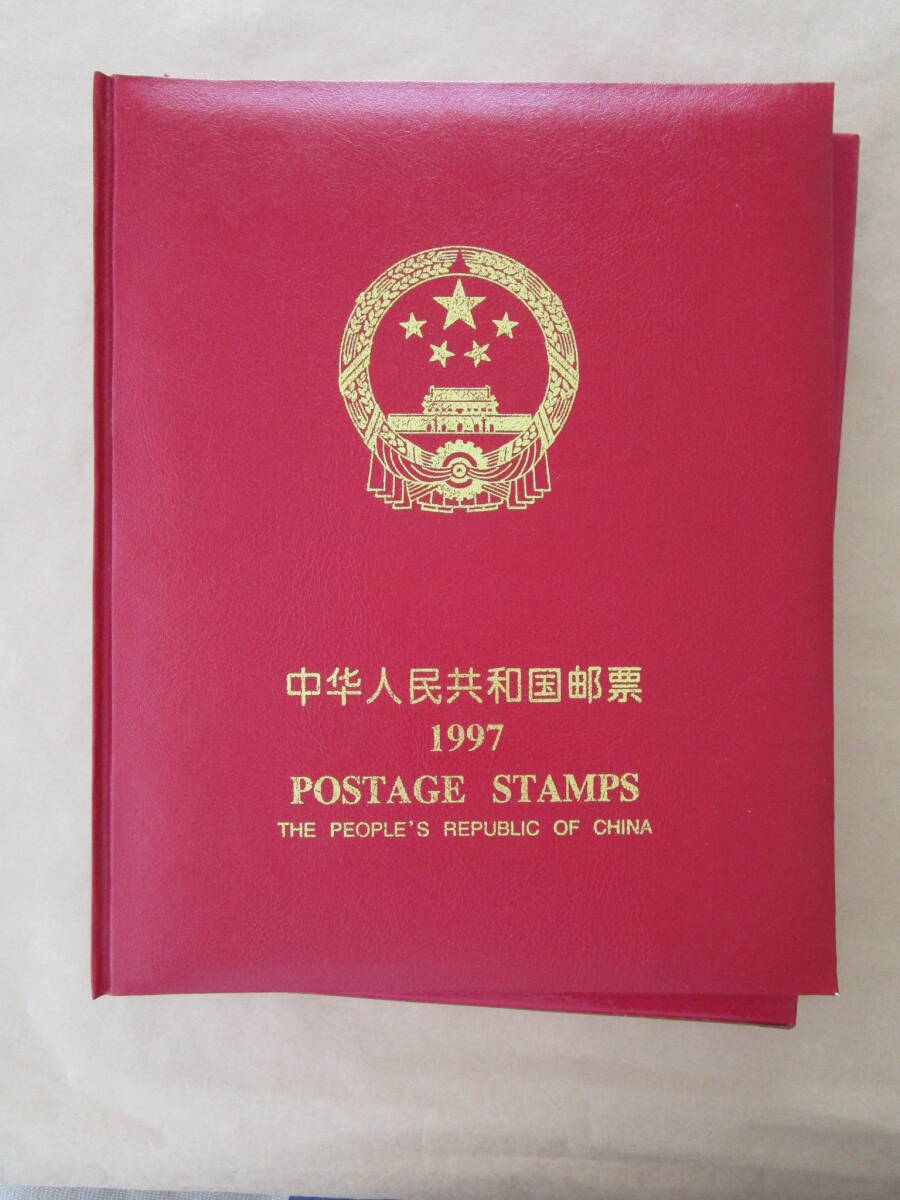 中华人民共和国邮票
1997
POSTAGE STAMPS
THE PEOPLE'S REPUBLIC OF CHINA